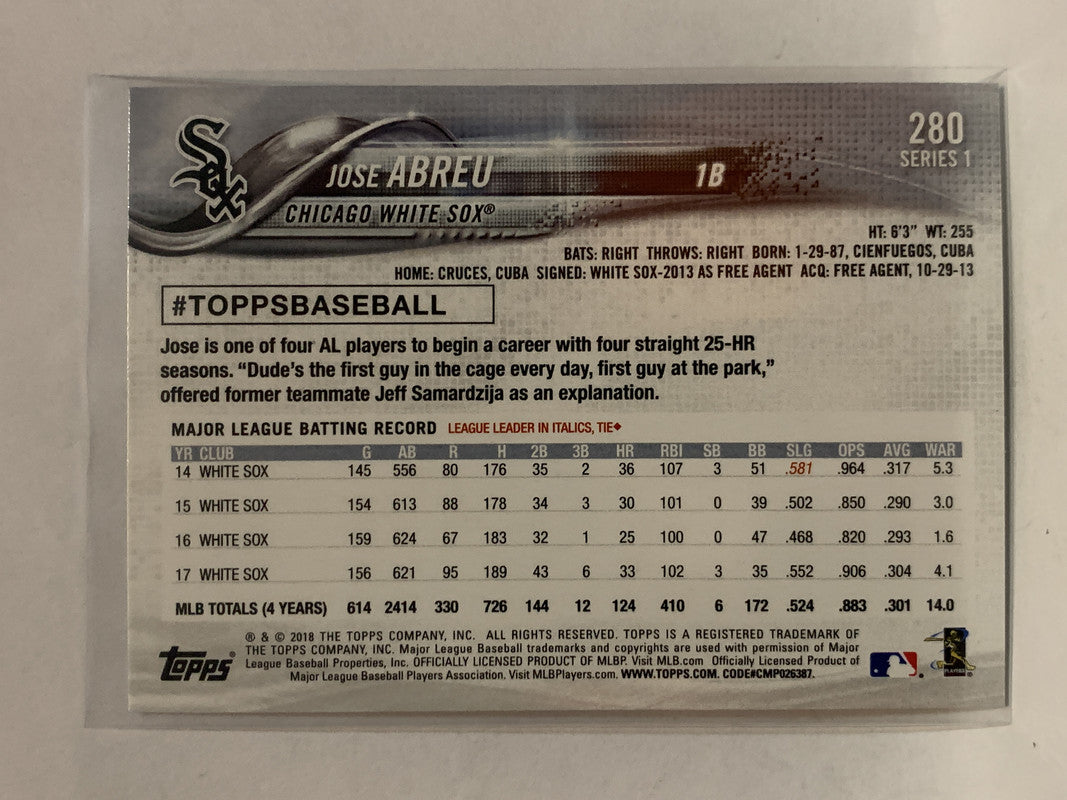 Sox
280
SERIES 1
JOSE ABREU 1B
CHICAGO WHITE SOX®
HT: 6'3" WT: 255
BATS: RIGHT THROWS: RIGHT BORN: 1-29-87, CIENFUEGOS, CUBA
HOME: CRUCES, CUBA SIGNED: WHITE SOX-2013 AS FREE AGENT ACQ: FREE AGENT, 10-29-13
#TOPPSBASEBALL
Jose is one of four AL players to begin a career with four straight 25-HR
seasons. “Dude’s the first guy in the cage every day, first guy at the park,”
offered former teammate Jeff Samardzija as an explanation.
MAJOR LEAGUE BATTING RECORD LEAGUE LEADER IN ITALICS, TIE♦
YR CLUB G AB R H 2B 3B HR RBI SB BB SLG OPS AVG WAR
14 WHITE SOX 145 556 80 176 35 2 36 107 3 51 .581 .964 .317 5.3
15 WHITE SOX 154 613 88 178 34 3 30 101 0 39 .502 .850 .290 3.0
16 WHITE SOX 159 624 67 183 32 1 25 100 0 47 .468 .820 .293 1.6
17 WHITE SOX 156 621 95 189 43 6 33 102 3 35 .552 .906 .304 4.1
MLB TOTALS (4 YEARS) 614 2414 330 726 144 12 124 410 6 172 .524 .883 .301 14.0
® & © 2018 THE TOPPS COMPANY, INC. ALL RIGHTS RESERVED. TOPPS IS A REGISTERED TRADEMARK OF
THE TOPPS COMPANY, INC. Major League Baseball trademarks and copyrights are used with permission of Major
League Baseball Properties, Inc. OFFICIALLY LICENSED PRODUCT OF MLBP. Visit MLB.com Officially Licensed Product of
Major League Baseball Players Association. Visit MLBPlayers.com. WWW.TOPPS.COM. CODE#CMP026387.
TOPPS®
PLAYERS